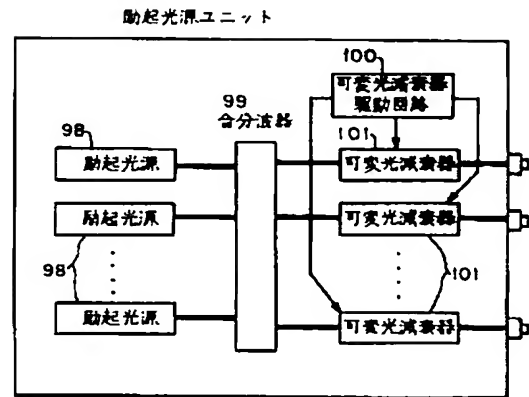 励起光源ユニット
100
可変光減衰器
駆動回路
99
合分波器
98
励起光源
101
可変光減衰器
励起光源
可変光減衰器
98
101
励起光源
可変光減衰器